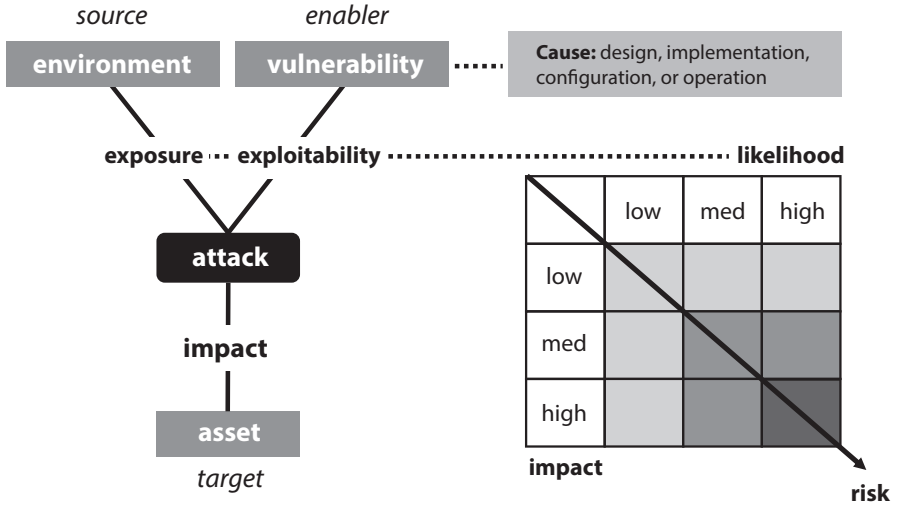 source
enabler
environment
vulnerability
Cause: design, implementation,
configuration, or operation
exposure
exploitability
likelihood
low med high
attack
low
impact
med
high
asset
target
impact
risk